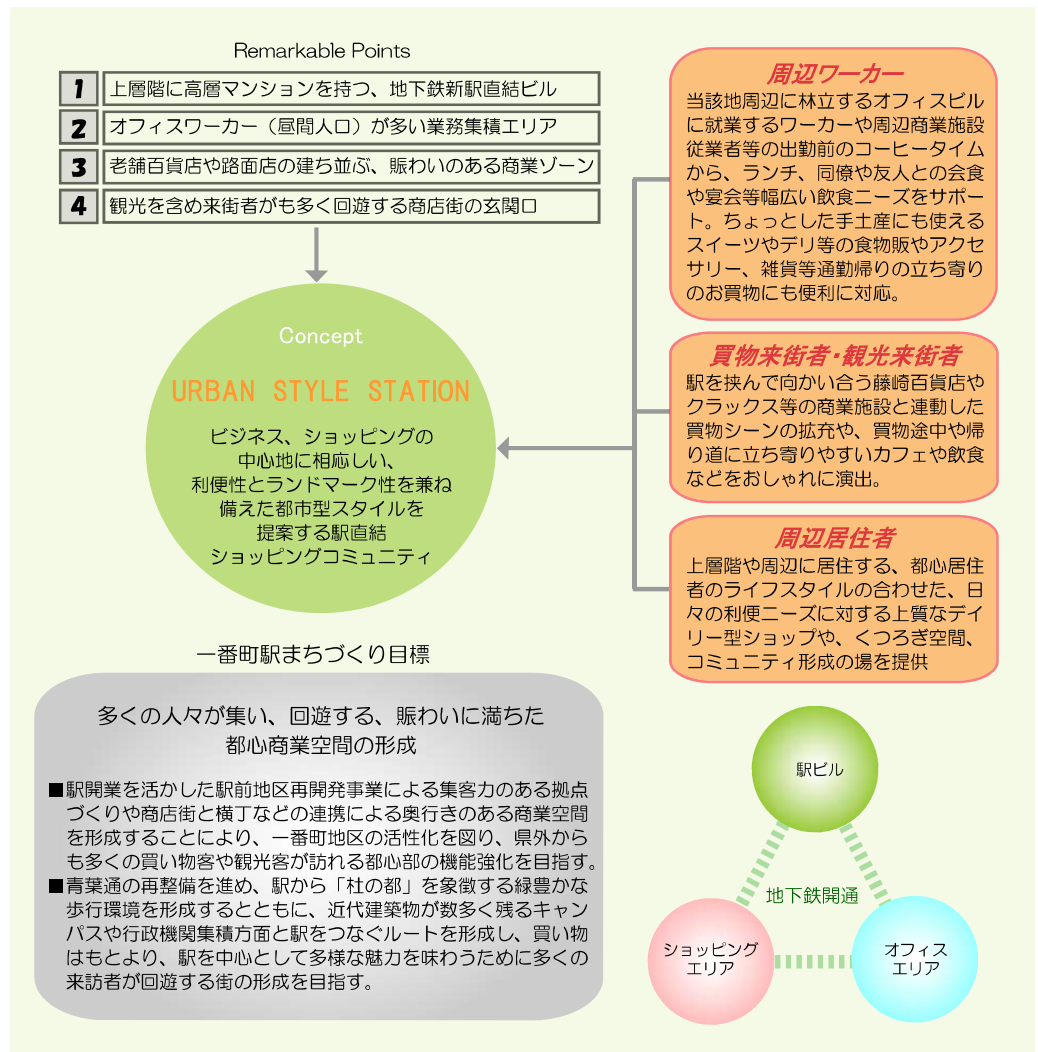 Remarkable Points
1 上層階に高層マンションを持つ、地下鉄新駅直結ビル
2 オフィスワーカー（昼間人口）が多い業務集積エリア
3 老舗百貨店や路面店の建ち並ぶ、賑わいのある商業ゾーン
4 観光を含め来街者がも多く回遊する商店街の玄関口
Concept
URBAN STYLE STATION
ビジネス、ショッピングの
中心地に相応しい、
利便性とランドマーク性を兼ね
備えた都市型スタイルを
提案する駅直結
ショッピングコミュニティ
周辺ワーカー
当該地周辺に林立するオフィスビル
に就業するワーカーや周辺商業施設
従業者等の出勤前のコーヒータイム
から、ランチ、同僚や友人との会食
や宴会等幅広い飲食ニーズをサポー
ト。ちょっとした手土産にも使える
スイーツやデリ等の食物販やアクセ
サリー、雑貨等通勤帰りの立ち寄り
のお買物にも便利に対応。
買物来街者・観光来街者
駅を挟んで向かい合う藤崎百貨店や
クラックス等の商業施設と連動した
買物シーンの拡充や、買物途中や帰
り道に立ち寄りやすいカフェや飲食
などをおしゃれに演出。
周辺居住者
上層階や周辺に居住する、都心居住
者のライフスタイルの合わせた、日
々の利便ニーズに対する上質なデイ
リー型ショップや、くつろぎ空間、
コミュニティ形成の場を提供
一番町駅まちづくり目標
多くの人々が集い、回遊する、賑わいに満ちた
都心商業空間の形成
■駅開業を活かした駅前地区再開発事業による集客力のある拠点
づくりや商店街と横丁などの連携による奥行きのある商業空間
を形成することにより、一番町地区の活性化を図り、県外から
も多くの買い物客や観光客が訪れる都心部の機能強化を目指す。
■青葉通の再整備を進め、駅から「杜の都」を象徴する緑豊かな
歩行環境を形成するとともに、近代建築物が数多く残るキャン
パスや行政機関集積方面と駅をつなぐルートを形成し、買い物
はもとより、駅を中心として多様な魅力を味わうために多くの
来訪者が回遊する街の形成を目指す。
駅ビル
地下鉄開通
ショッピング
エリア
オフィス
エリア